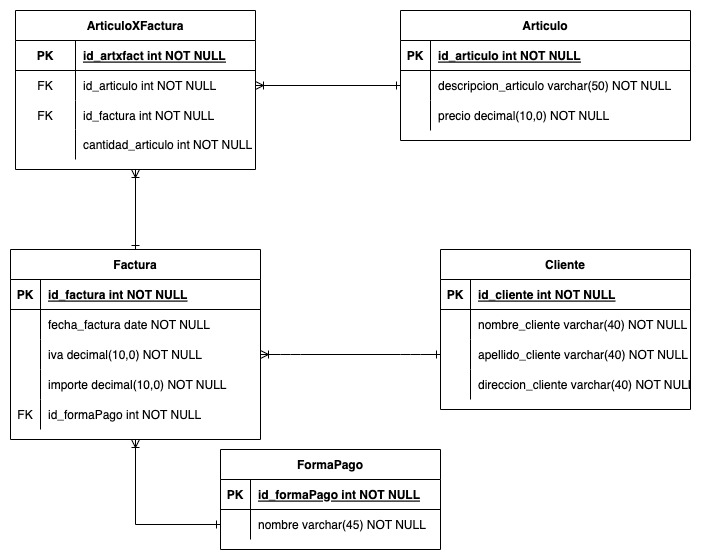 ArticuloXFactura
PK id_artxfact int NOT NULL
FK id_articulo int NOT NULL
FK id_factura int NOT NULL
cantidad_articulo int NOT NULL
Articulo
PK id_articulo int NOT NULL
descripcion_articulo varchar(50) NOT NULL
precio decimal(10,0) NOT NULL
Factura
PK id_factura int NOT NULL
fecha_factura date NOT NULL
iva decimal(10,0) NOT NULL
importe decimal(10,0) NOT NULL
FK id_formaPago int NOT NULL
Cliente
PK id_cliente int NOT NULL
nombre_cliente varchar(40) NOT NULL
apellido_cliente varchar(40) NOT NULL
direccion_cliente varchar(40) NOT NULL
FormaPago
PK id_formaPago int NOT NULL
nombre varchar(45) NOT NULL